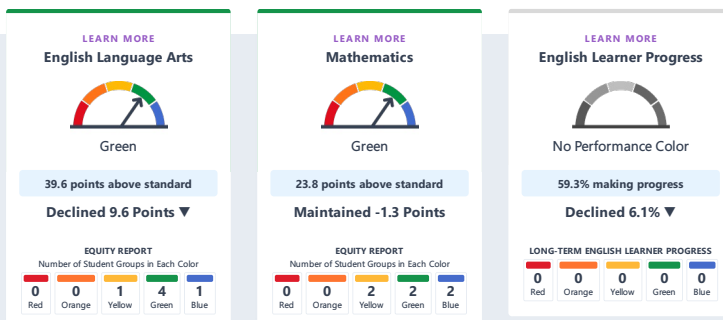 LEARN MORE
English Language Arts
Green
39.6 points above standard
Declined 9.6 Points ▼
EQUITY REPORT
Number of Student Groups in Each Color
0 0 1 4 1
Red Orange Yellow Green Blue
LEARN MORE
Mathematics
Green
23.8 points above standard
Maintained -1.3 Points
EQUITY REPORT
Number of Student Groups in Each Color
0 0 2 2 2
Red Orange Yellow Green Blue
LEARN MORE
English Learner Progress
No Performance Color
59.3% making progress
Declined 6.1% ▼
LONG-TERM ENGLISH LEARNER PROGRESS
0 0 0 0 0
Red Orange Yellow Green Blue